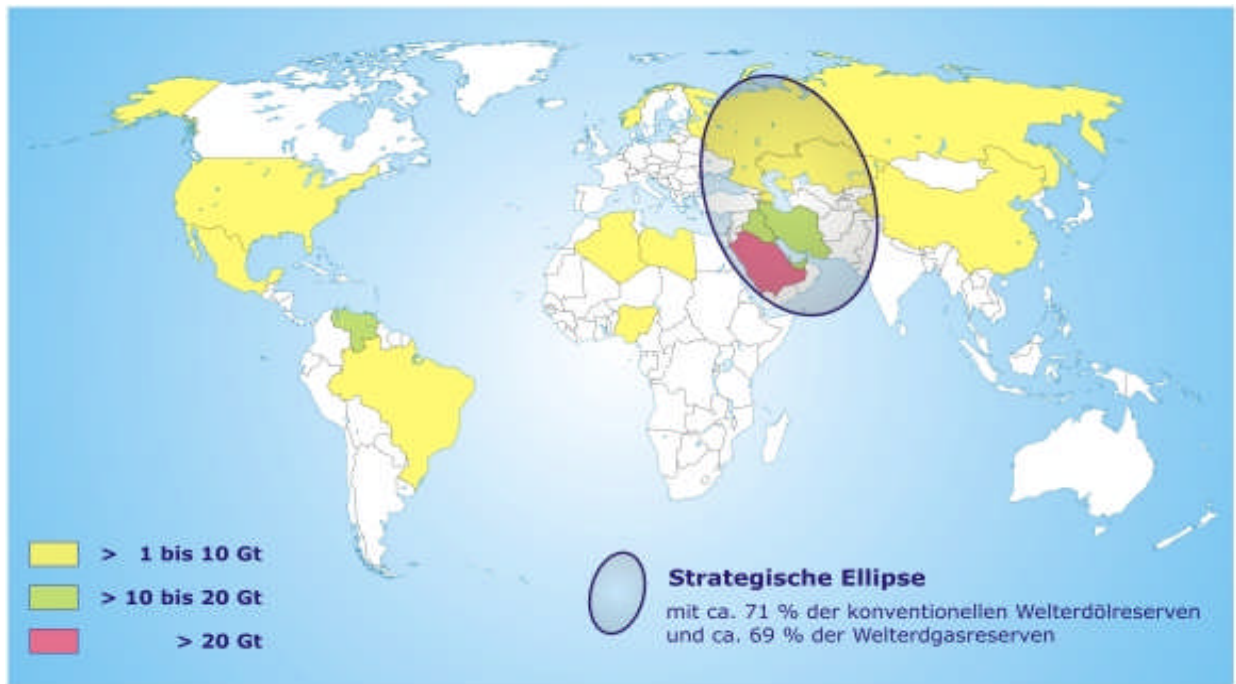 > 1 bis 10 Gt
> 10 bis 20 Gt
> 20 Gt
Strategische Ellipse
mit ca. 71 % der konventionellen Welterdölreserven
und ca. 69 % der Welterdgasreserven